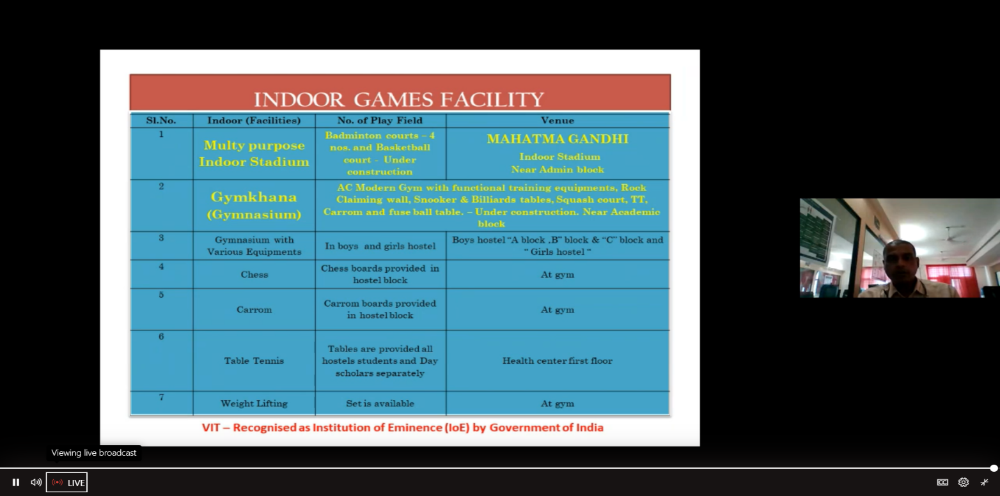 INDOOR GAMES FACILITY
Sl.No. Indoor (Facilities) No. of Play Field Venue
1
Multy purpose
Indoor Stadium
Badminton courts – 4
nos. and Basketball
court - Under
construction
MAHATMA GANDHI
Indoor Stadium
Near Admin block
2
Gymkhana
(Gymnasium)
AC Modern Gym with functional training equipments, Rock
Claiming wall, Snooker & Billiards tables, Squash court, TT,
Carrom and fuse ball table. – Under construction. Near Academic
block
3
Gymnasium with
Various Equipments
In boys and girls hostel
Boys hostel "A block ,B" block & "C" block and
" Girls hostel "
4
Chess
Chess boards provided in
hostel block
At gym
5
Carrom
Carrom boards provided
in hostel block
At gym
6
Table Tennis
Tables are provided all
hostels students and Day
scholars separately
Health center first floor
7
Weight Lifting
Set is available
At gym
VIT – Recognised as Institution of Eminence (IoE) by Government of India
Viewing live broadcast
LIVE
CC